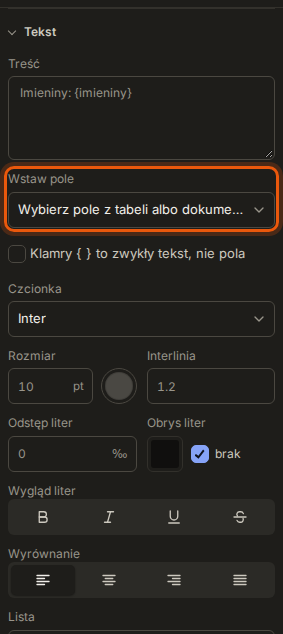 Tekst
Treść
Imieniny: {imieniny}
Wstaw pole
Wybierz pole z tabeli albo dokume...
Klamry { } to zwykły tekst, nie pola
Czcionka
Inter
Rozmiar Interlinia
10 pt 1.2
Odstęp liter Obrys liter
0 ‰ brak
Wygląd liter
B I U S
Wyrównanie
Lista